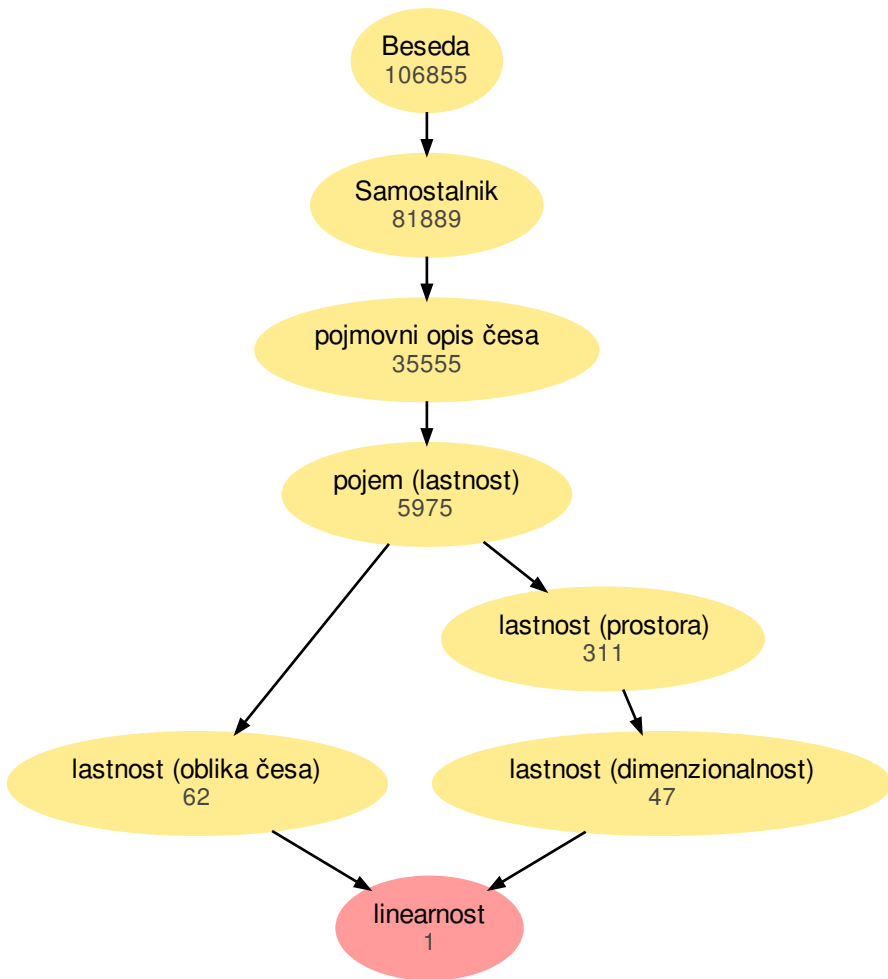 Beseda
106855
Samostalnik
81889
pojmovni opis česa
35555
pojem (lastnost)
5975
lastnost (prostora)
311
lastnost (oblika česa)
62
lastnost (dimenzionalnost)
47
linearnost
1